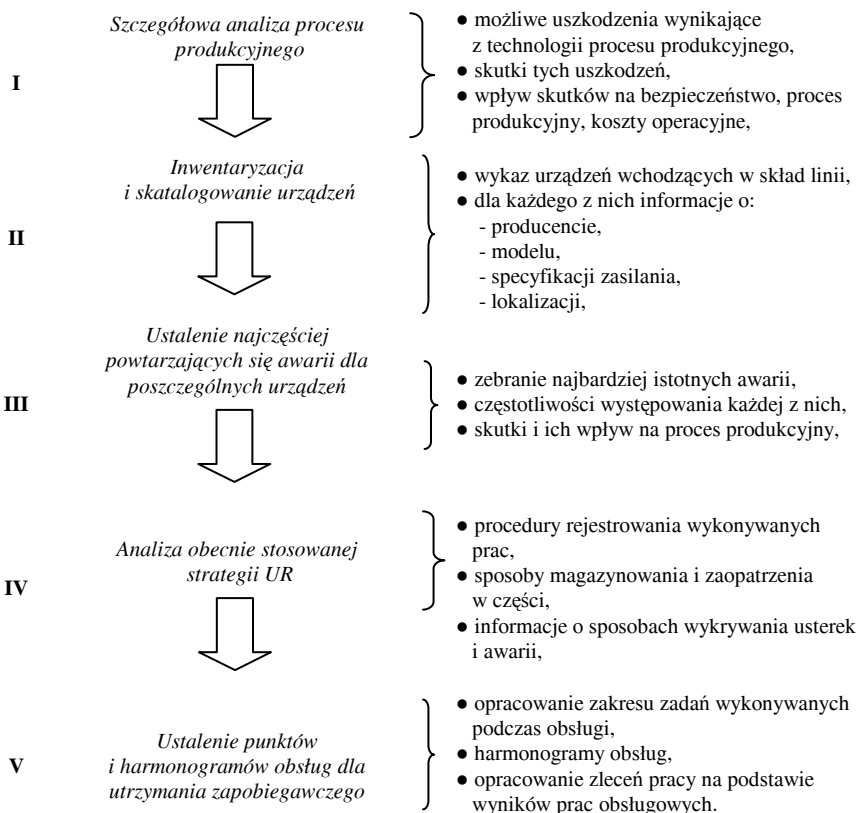 Szczegółowa analiza procesu
produkcyjnego
I
● możliwe uszkodzenia wynikające
z technologii procesu produkcyjnego,
● skutki tych uszkodzeń,
● wpływ skutków na bezpieczeństwo, proces
produkcyjny, koszty operacyjne,
Inwentaryzacja
i skatalogowanie urządzeń
II
● wykaz urządzeń wchodzących w skład linii,
● dla każdego z nich informacje o:
- producencie,
- modelu,
- specyfikacji zasilania,
- lokalizacji,
Ustalenie najczęściej
powtarzających się awarii dla
poszczególnych urządzeń
III
● zebranie najbardziej istotnych awarii,
● częstotliwości występowania każdej z nich,
● skutki i ich wpływ na proces produkcyjny,
Analiza obecnie stosowanej
strategii UR
IV
● procedury rejestrowania wykonywanych
prac,
● sposoby magazynowania i zaopatrzenia
w części,
● informacje o sposobach wykrywania usterek
i awarii,
Ustalenie punktów
i harmonogramów obsług dla
utrzymania zapobiegawczego
V
● opracowanie zakresu zadań wykonywanych
podczas obsługi,
● harmonogramy obsług,
● opracowanie zleceń pracy na podstawie
wyników prac obsługowych.